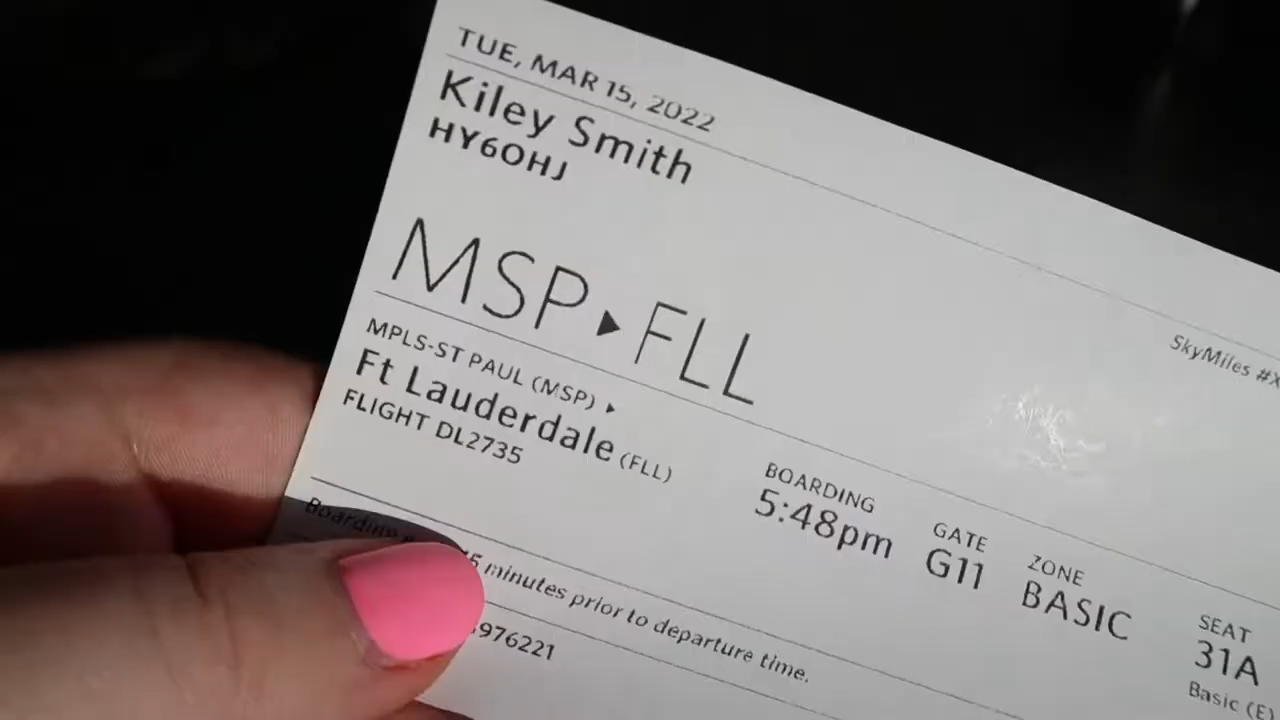 TUE, MAR 15, 2022
Kiley Smith
HY6OHJ
SkyMiles #X
MSP ▸ FLL
MPLS-ST PAUL (MSP) ▸
Ft Lauderdale (FLL)
FLIGHT DL2735
BOARDING GATE ZONE SEAT
5:48pm G11 BASIC 31A
Basic (E)
Boarding 15 minutes prior to departure time.
976221